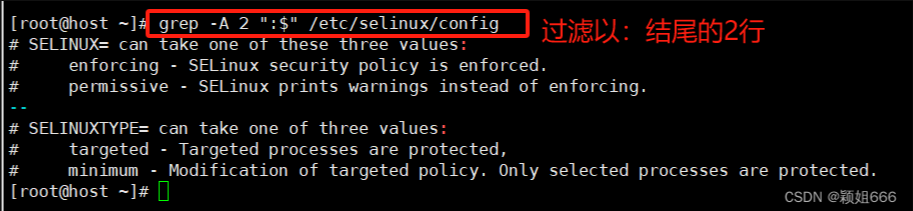 [root@host ~]# grep -A 2 ":$" /etc/selinux/config 过滤以：结尾的2行
# SELINUX= can take one of these three values:
#     enforcing - SELinux security policy is enforced.
#     permissive - SELinux prints warnings instead of enforcing.
--
# SELINUXTYPE= can take one of three values:
#     targeted - Targeted processes are protected,
#     minimum - Modification of targeted policy. Only selected processes are protected.
[root@host ~]#
CSDN @颖姐666